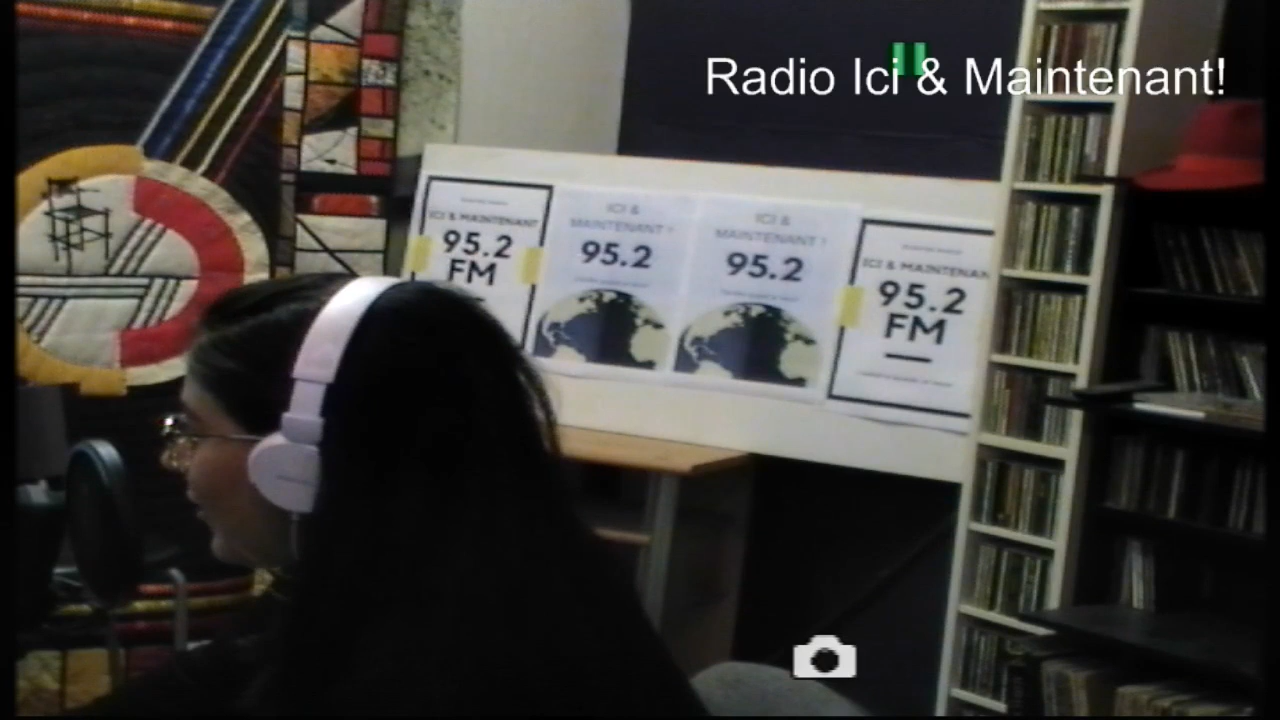 Radio Ici & Maintenant!
ICI & MAINTENANT
95.2
FM
ICI &
MAINTENANT ?
95.2
ICI &
MAINTENANT ?
95.2
ICI & MAINTENAN
95.2
FM